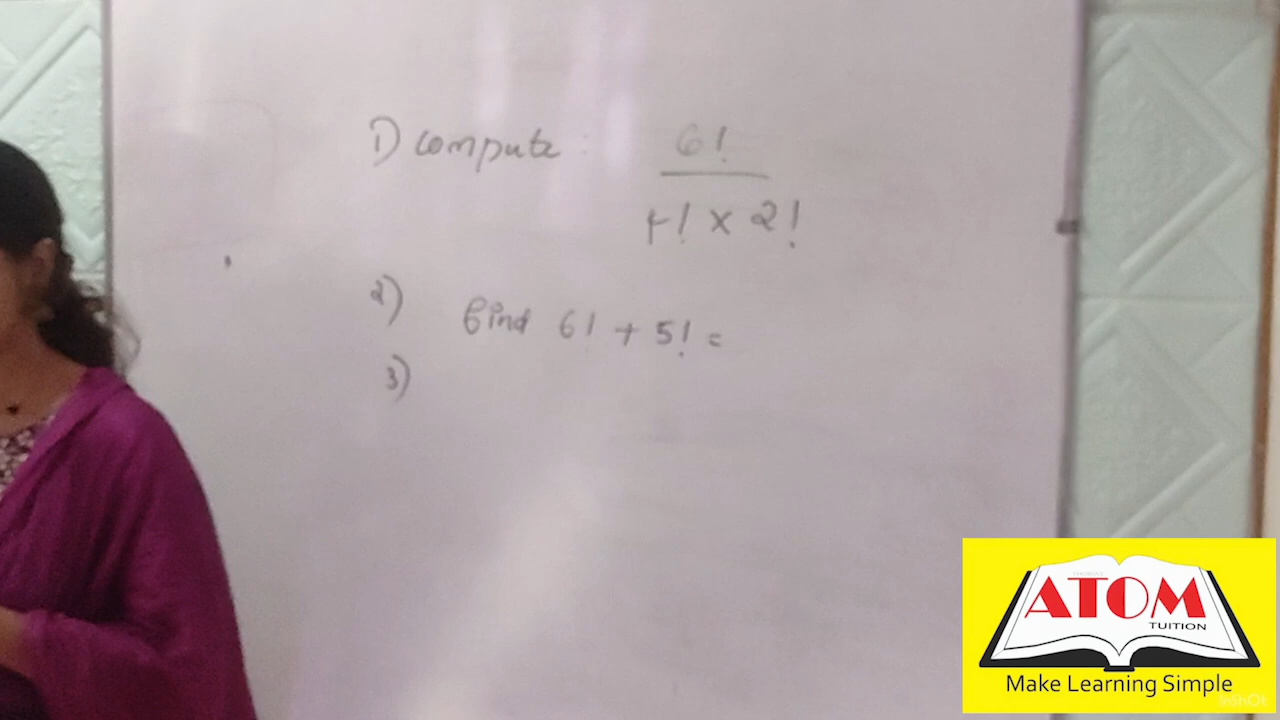 1) compute : 6!
4! x 2!
2) find 6! + 5! =
3)
ATOM
TUITION
Make Learning Simple